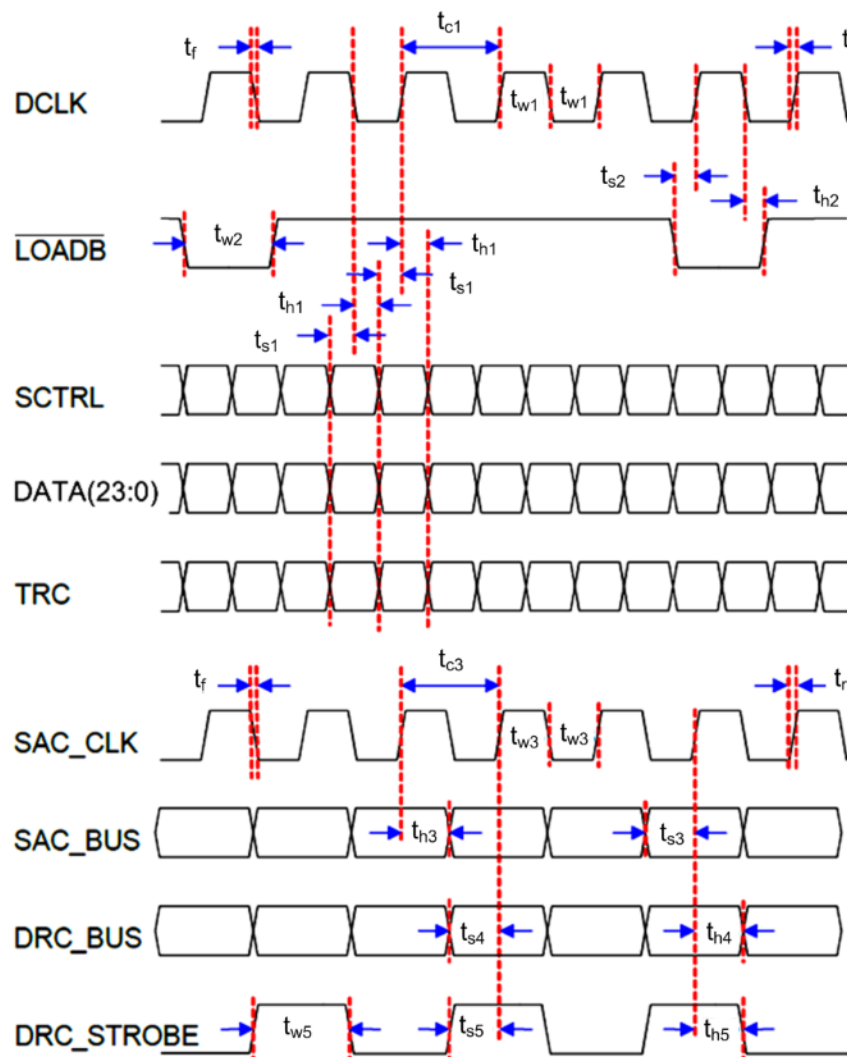 t_c1
t_f
t
DCLK
t_w1 t_w1
t_s2
t_h2
LOADB
t_w2
t_h1
t_s1
t_h1
t_s1
SCTRL
DATA(23:0)
TRC
t_c3
t_f
t_r
SAC_CLK
t_w3 t_w3
SAC_BUS
t_h3
t_s3
DRC_BUS
t_s4
t_h4
DRC_STROBE
t_w5
t_s5
t_h5